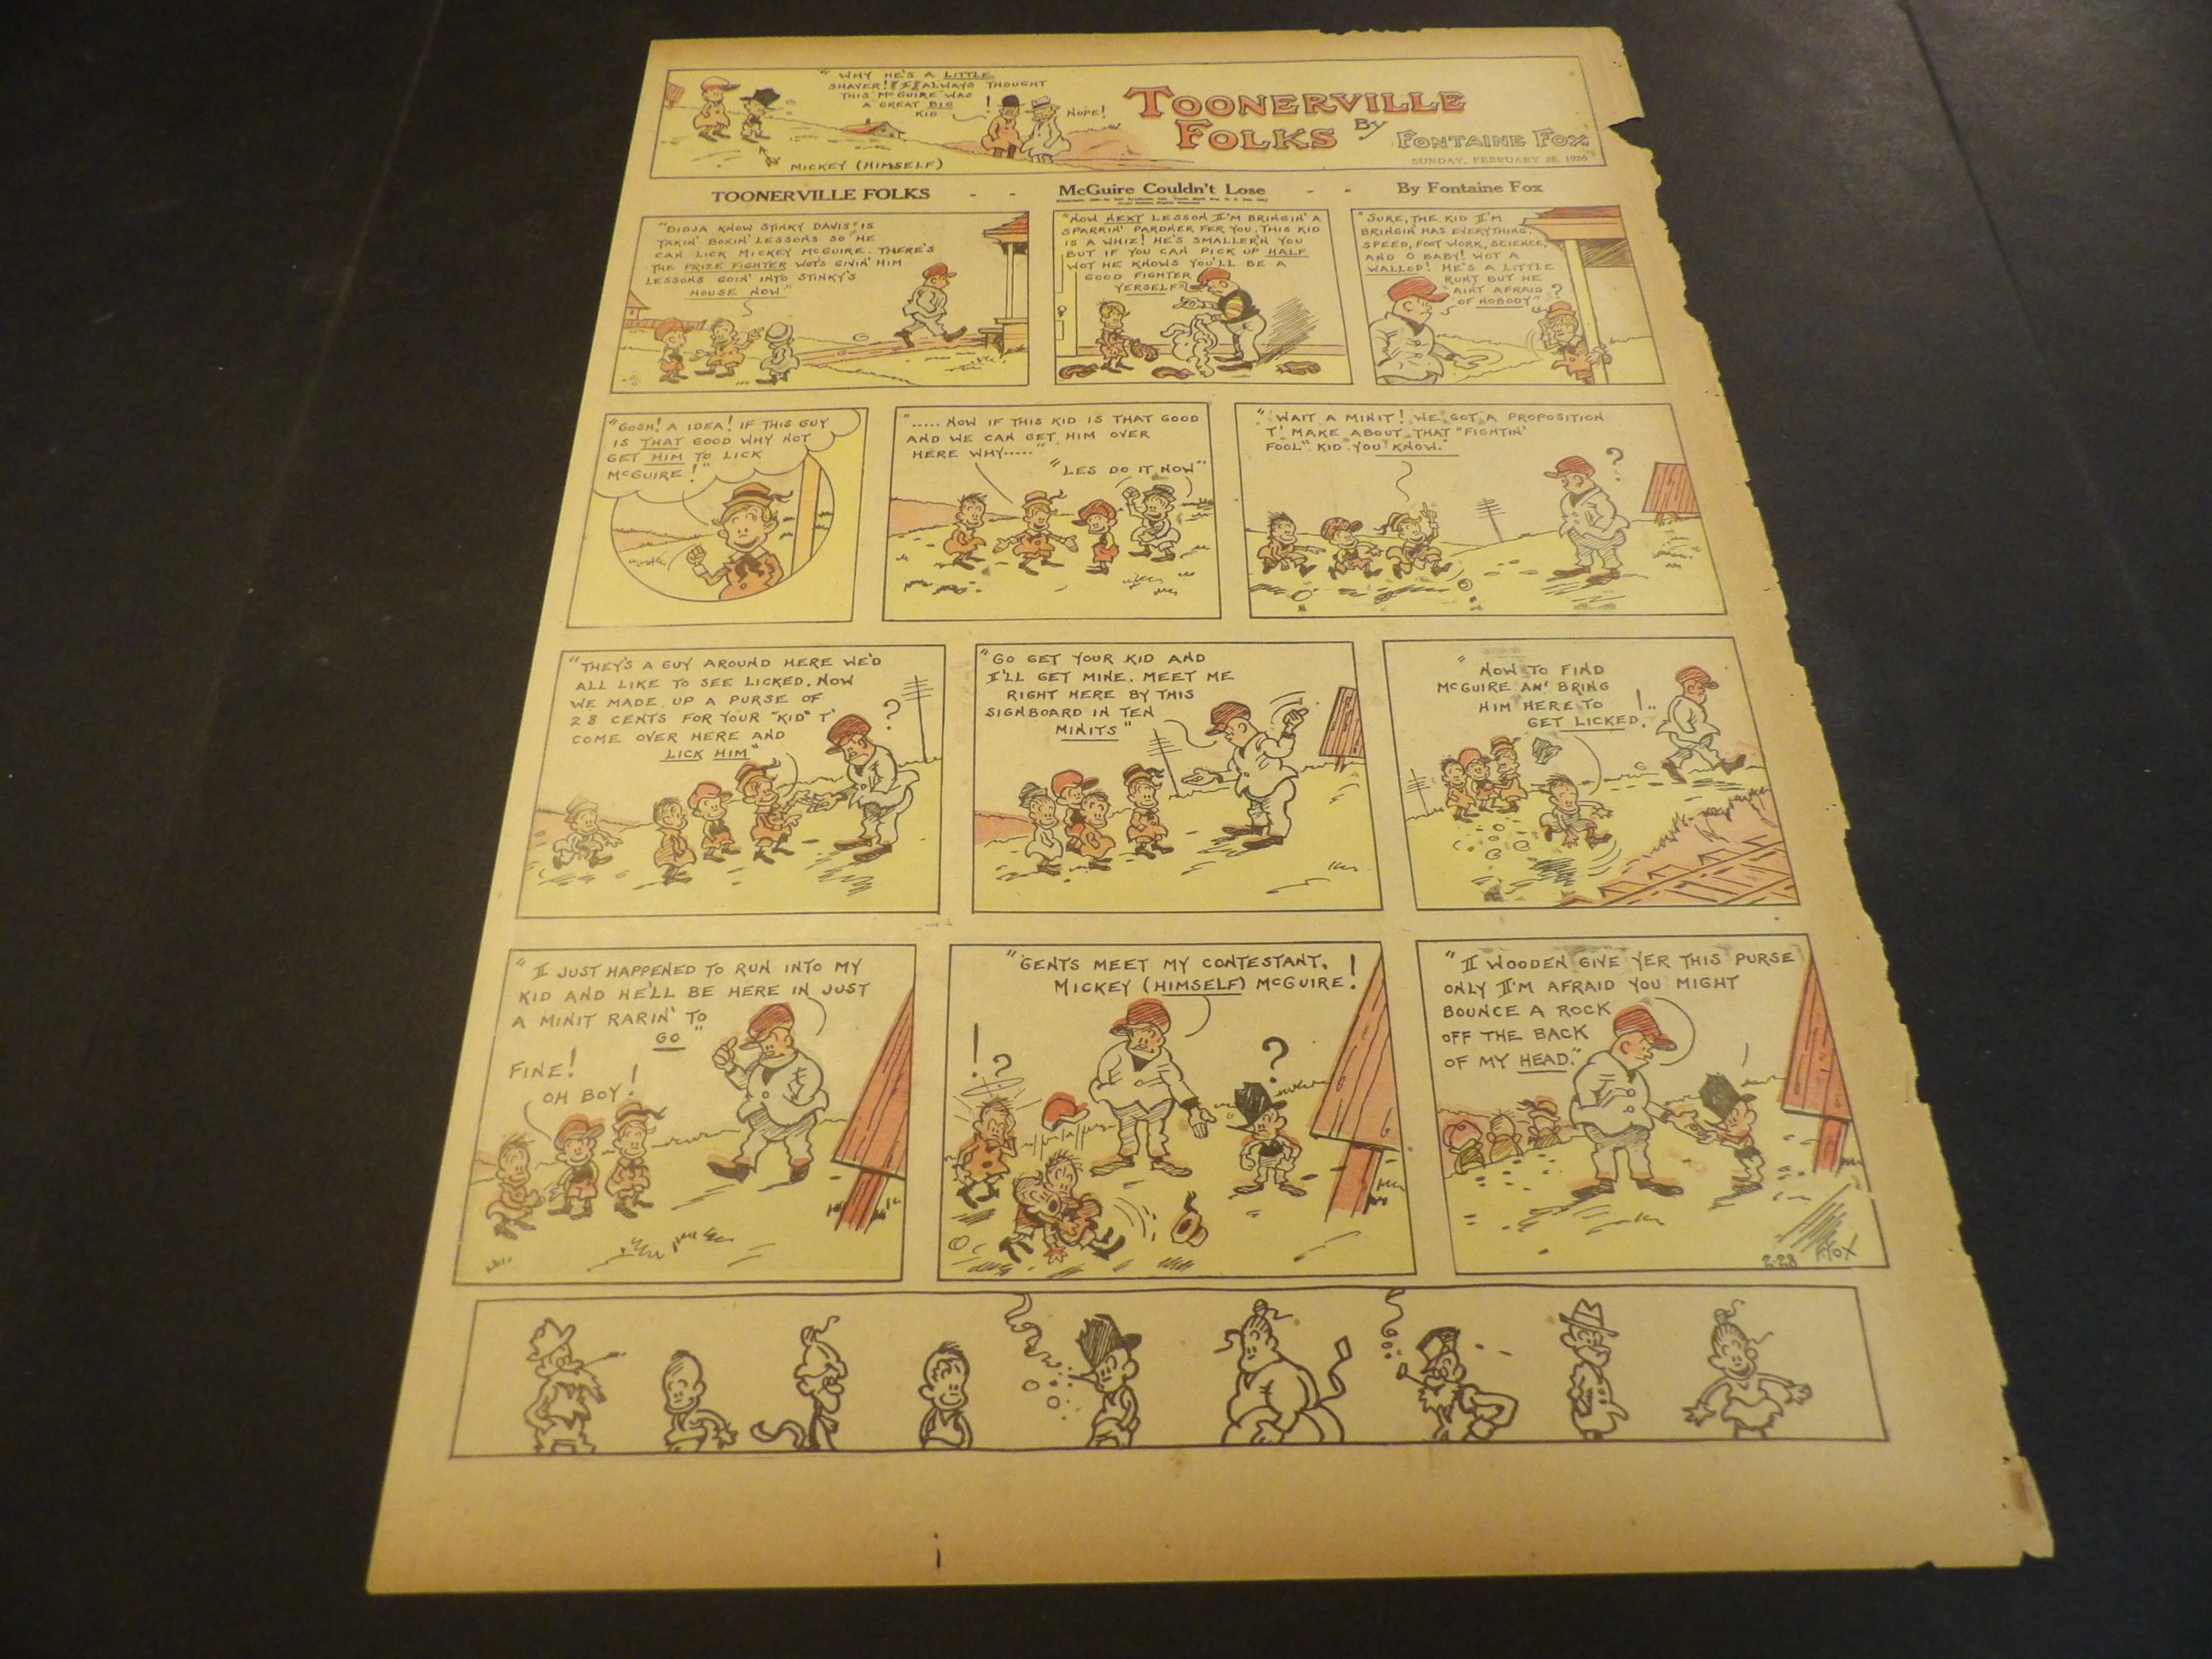 "WHY HE'S A LITTLE
SHAVER! I ALWAYS THOUGHT
THIS McGUIRE WAS
A GREAT BIG
KID
!
NOPE!
MICKEY (HIMSELF)
TOONERVILLE
FOLKS BY FONTAINE FOX
SUNDAY, FEBRUARY 28, 1926
TOONERVILLE FOLKS - - McGuire Couldn't Lose - - By Fontaine Fox
"DIDJA KNOW STINKY DAVIS IS
TAKIN' BOXIN' LESSONS SO HE
CAN LICK MICKEY McGUIRE. THERE'S
THE PRIZE FIGHTER WOT'S GIVIN' HIM
LESSONS GOIN' INTO STINKY'S
HOUSE NOW"
"NOW NEXT LESSON I'M BRINGIN' A
SPARRIN' PARDNER FER YOU. THIS KID
IS A WHIZ! HE'S SMALLER'N YOU
BUT IF YOU CAN PICK UP HALF
WOT HE KNOWS YOU'LL BE A
GOOD FIGHTER
YERSELF"
"SURE, THE KID I'M
BRINGIN' HAS EVERYTHING,
SPEED, FOOT WORK, SCIENCE,
AND O BABY! WOT A
WALLOP! HE'S A LITTLE
RUNT BUT HE
AINT AFRAID
OF NOBODY"
?
"GOSH! A IDEA! IF THIS GUY
IS THAT GOOD WHY NOT
GET HIM TO LICK
McGUIRE!"
"..... NOW IF THIS KID IS THAT GOOD
AND WE CAN GET HIM OVER
HERE WHY....."
"LES DO IT NOW"
"WAIT A MINIT! WE GOT A PROPOSITION
T' MAKE ABOUT THAT "FIGHTIN'
FOOL" KID YOU KNOW."
?
"THEY'S A GUY AROUND HERE WE'D
ALL LIKE TO SEE LICKED. NOW
WE MADE UP A PURSE OF
28 CENTS FOR YOUR "KID" T'
COME OVER HERE AND
LICK HIM"
?
"GO GET YOUR KID AND
I'LL GET MINE. MEET ME
RIGHT HERE BY THIS
SIGNBOARD IN TEN
MINITS"
"NOW TO FIND
McGUIRE AN' BRING
HIM HERE TO
GET LICKED.
!
"I JUST HAPPENED TO RUN INTO MY
KID AND HE'LL BE HERE IN JUST
A MINIT RARIN' TO
GO"
FINE!
OH BOY!
"GENTS MEET MY CONTESTANT,
MICKEY (HIMSELF) McGUIRE!
!
?
?
"I WOODEN GIVE YER THIS PURSE
ONLY I'M AFRAID YOU MIGHT
BOUNCE A ROCK
OFF THE BACK
OF MY HEAD."
2-28 FOX